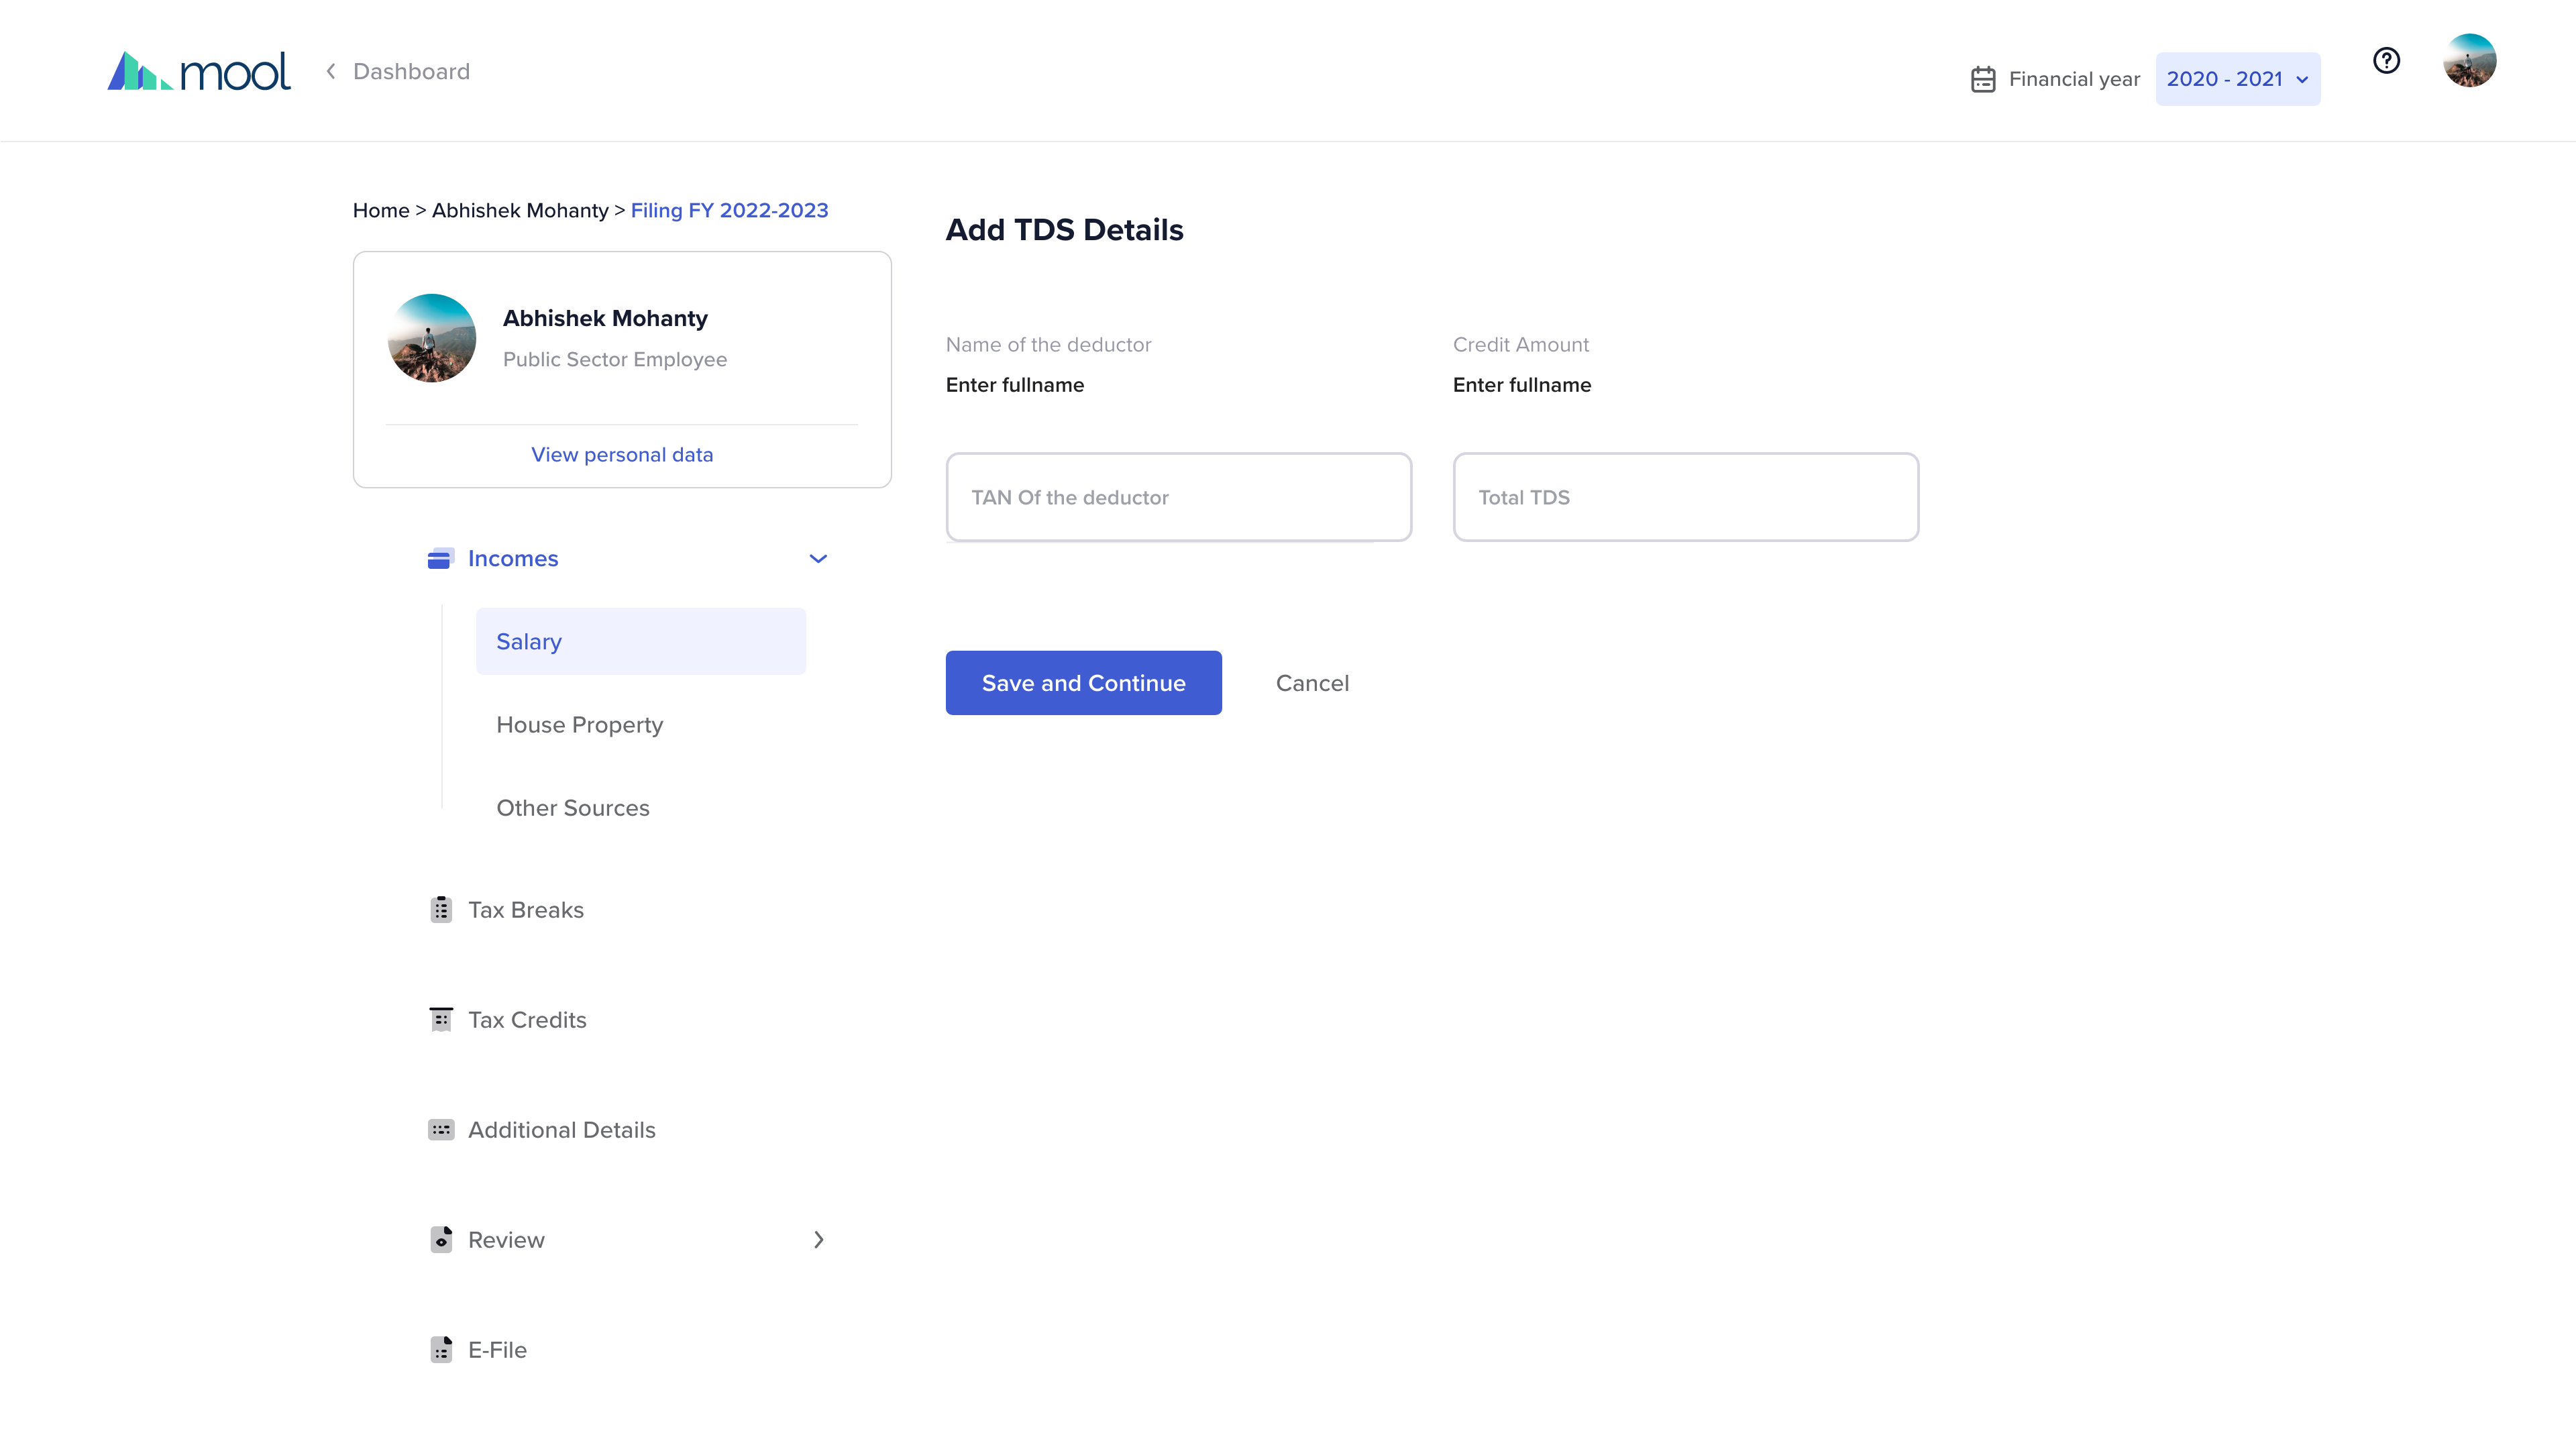 mool
Dashboard
Financial year
2020 - 2021
Home > Abhishek Mohanty > Filing FY 2022-2023
Abhishek Mohanty
Public Sector Employee
View personal data
Incomes
Salary
House Property
Other Sources
Tax Breaks
Tax Credits
Additional Details
Review
E-File
Add TDS Details
Name of the deductor
Enter fullname
Credit Amount
Enter fullname
TAN Of the deductor
Total TDS
Save and Continue
Cancel